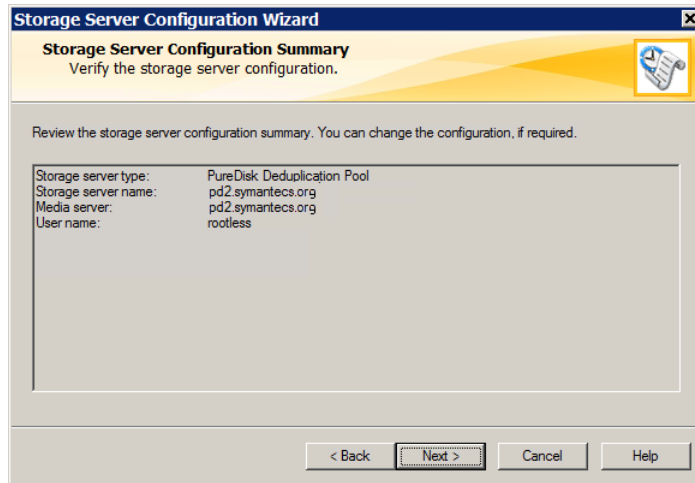 Storage Server Configuration Wizard
Storage Server Configuration Summary
Verify the storage server configuration.
Review the storage server configuration summary. You can change the configuration, if required.
Storage server type: PureDisk Deduplication Pool
Storage server name: pd2.symantecs.org
Media server: pd2.symantecs.org
User name: rootless
< Back Next > Cancel Help